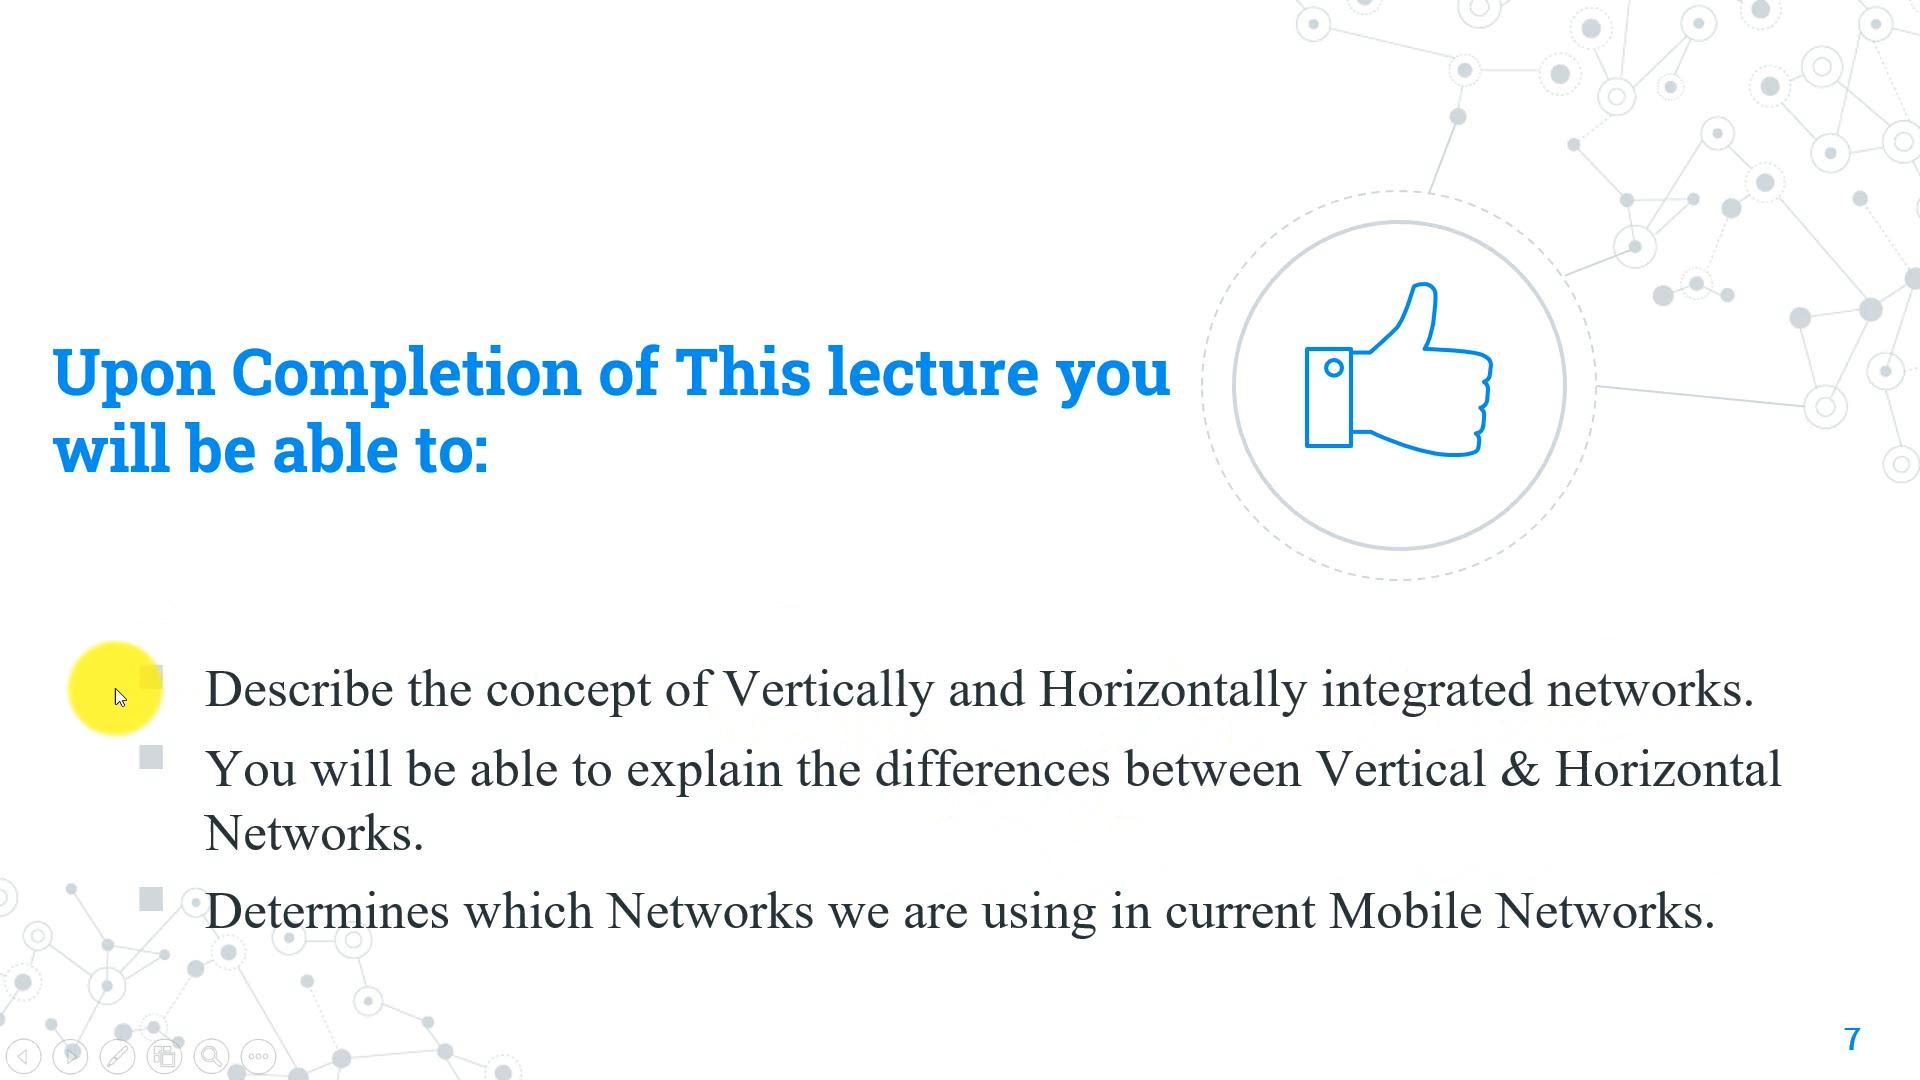 Upon Completion of This lecture you
will be able to:
Describe the concept of Vertically and Horizontally integrated networks.
You will be able to explain the differences between Vertical & Horizontal
Networks.
Determines which Networks we are using in current Mobile Networks.
7